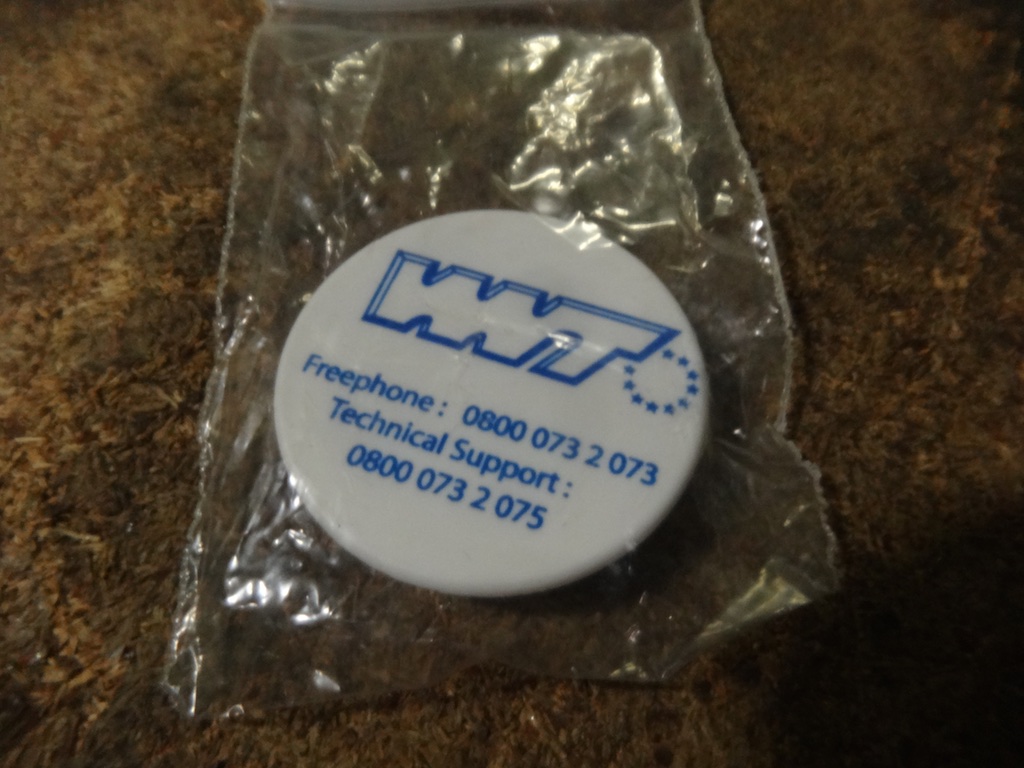 WT
Freephone : 0800 073 2 073
Technical Support :
0800 073 2 075